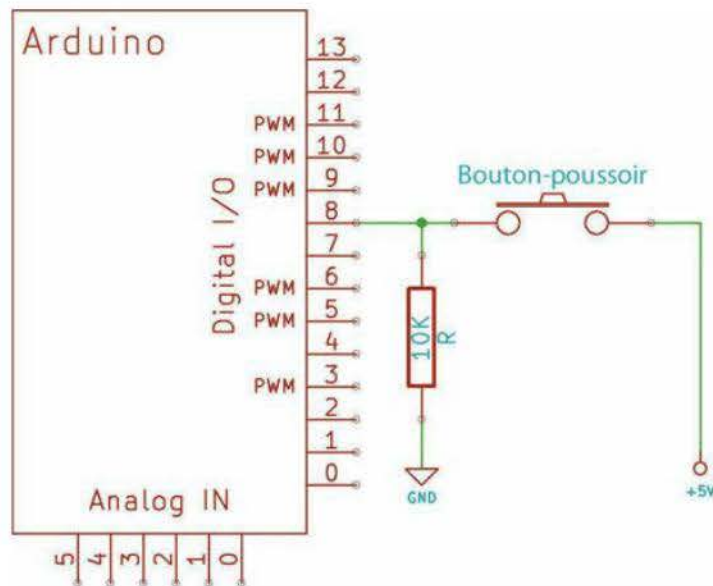 Arduino
13
12
PWM 11
PWM 10
PWM 9
8
7
PWM 6
PWM 5
4
PWM 3
2
1
0
Digital I/O
Bouton-poussoir
10K
R
GND
+5V
Analog IN
5 4 3 2 1 0